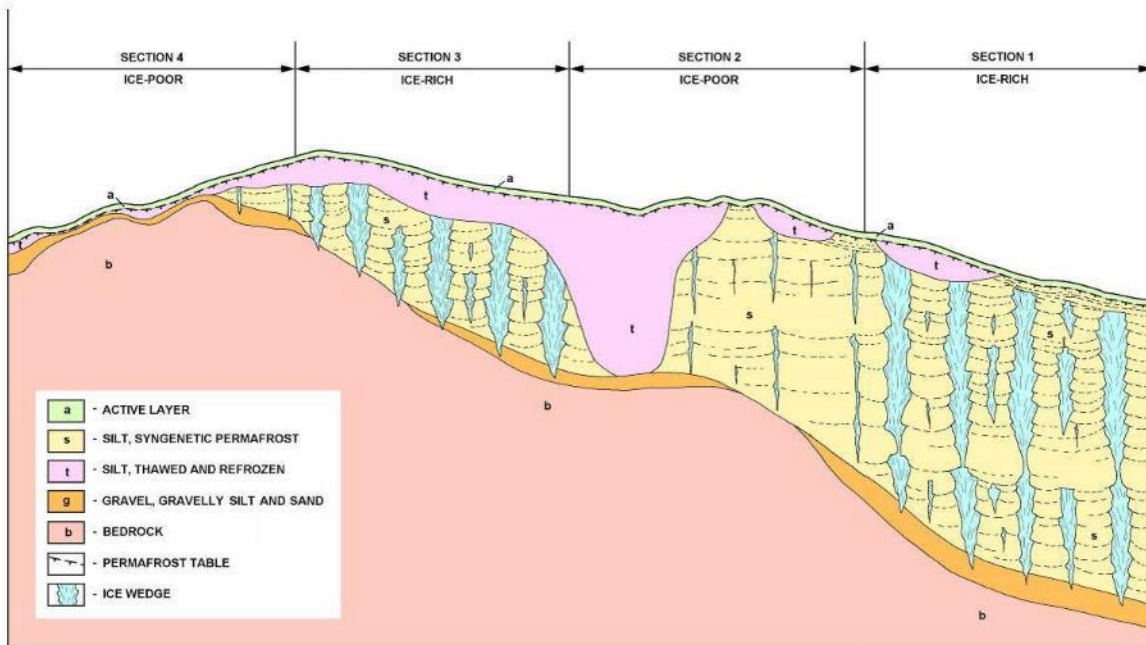 SECTION 4
SECTION 3
SECTION 2
SECTION 1
ICE-POOR
ICE-RICH
ICE-POOR
ICE-RICH
a
a
t
a
t
s
t
t
b
t
s
s
b
b
s
b
a - ACTIVE LAYER
s - SILT, SYNGENETIC PERMAFROST
t - SILT, THAWED AND REFROZEN
g - GRAVEL, GRAVELLY SILT AND SAND
b - BEDROCK
- PERMAFROST TABLE
- ICE WEDGE